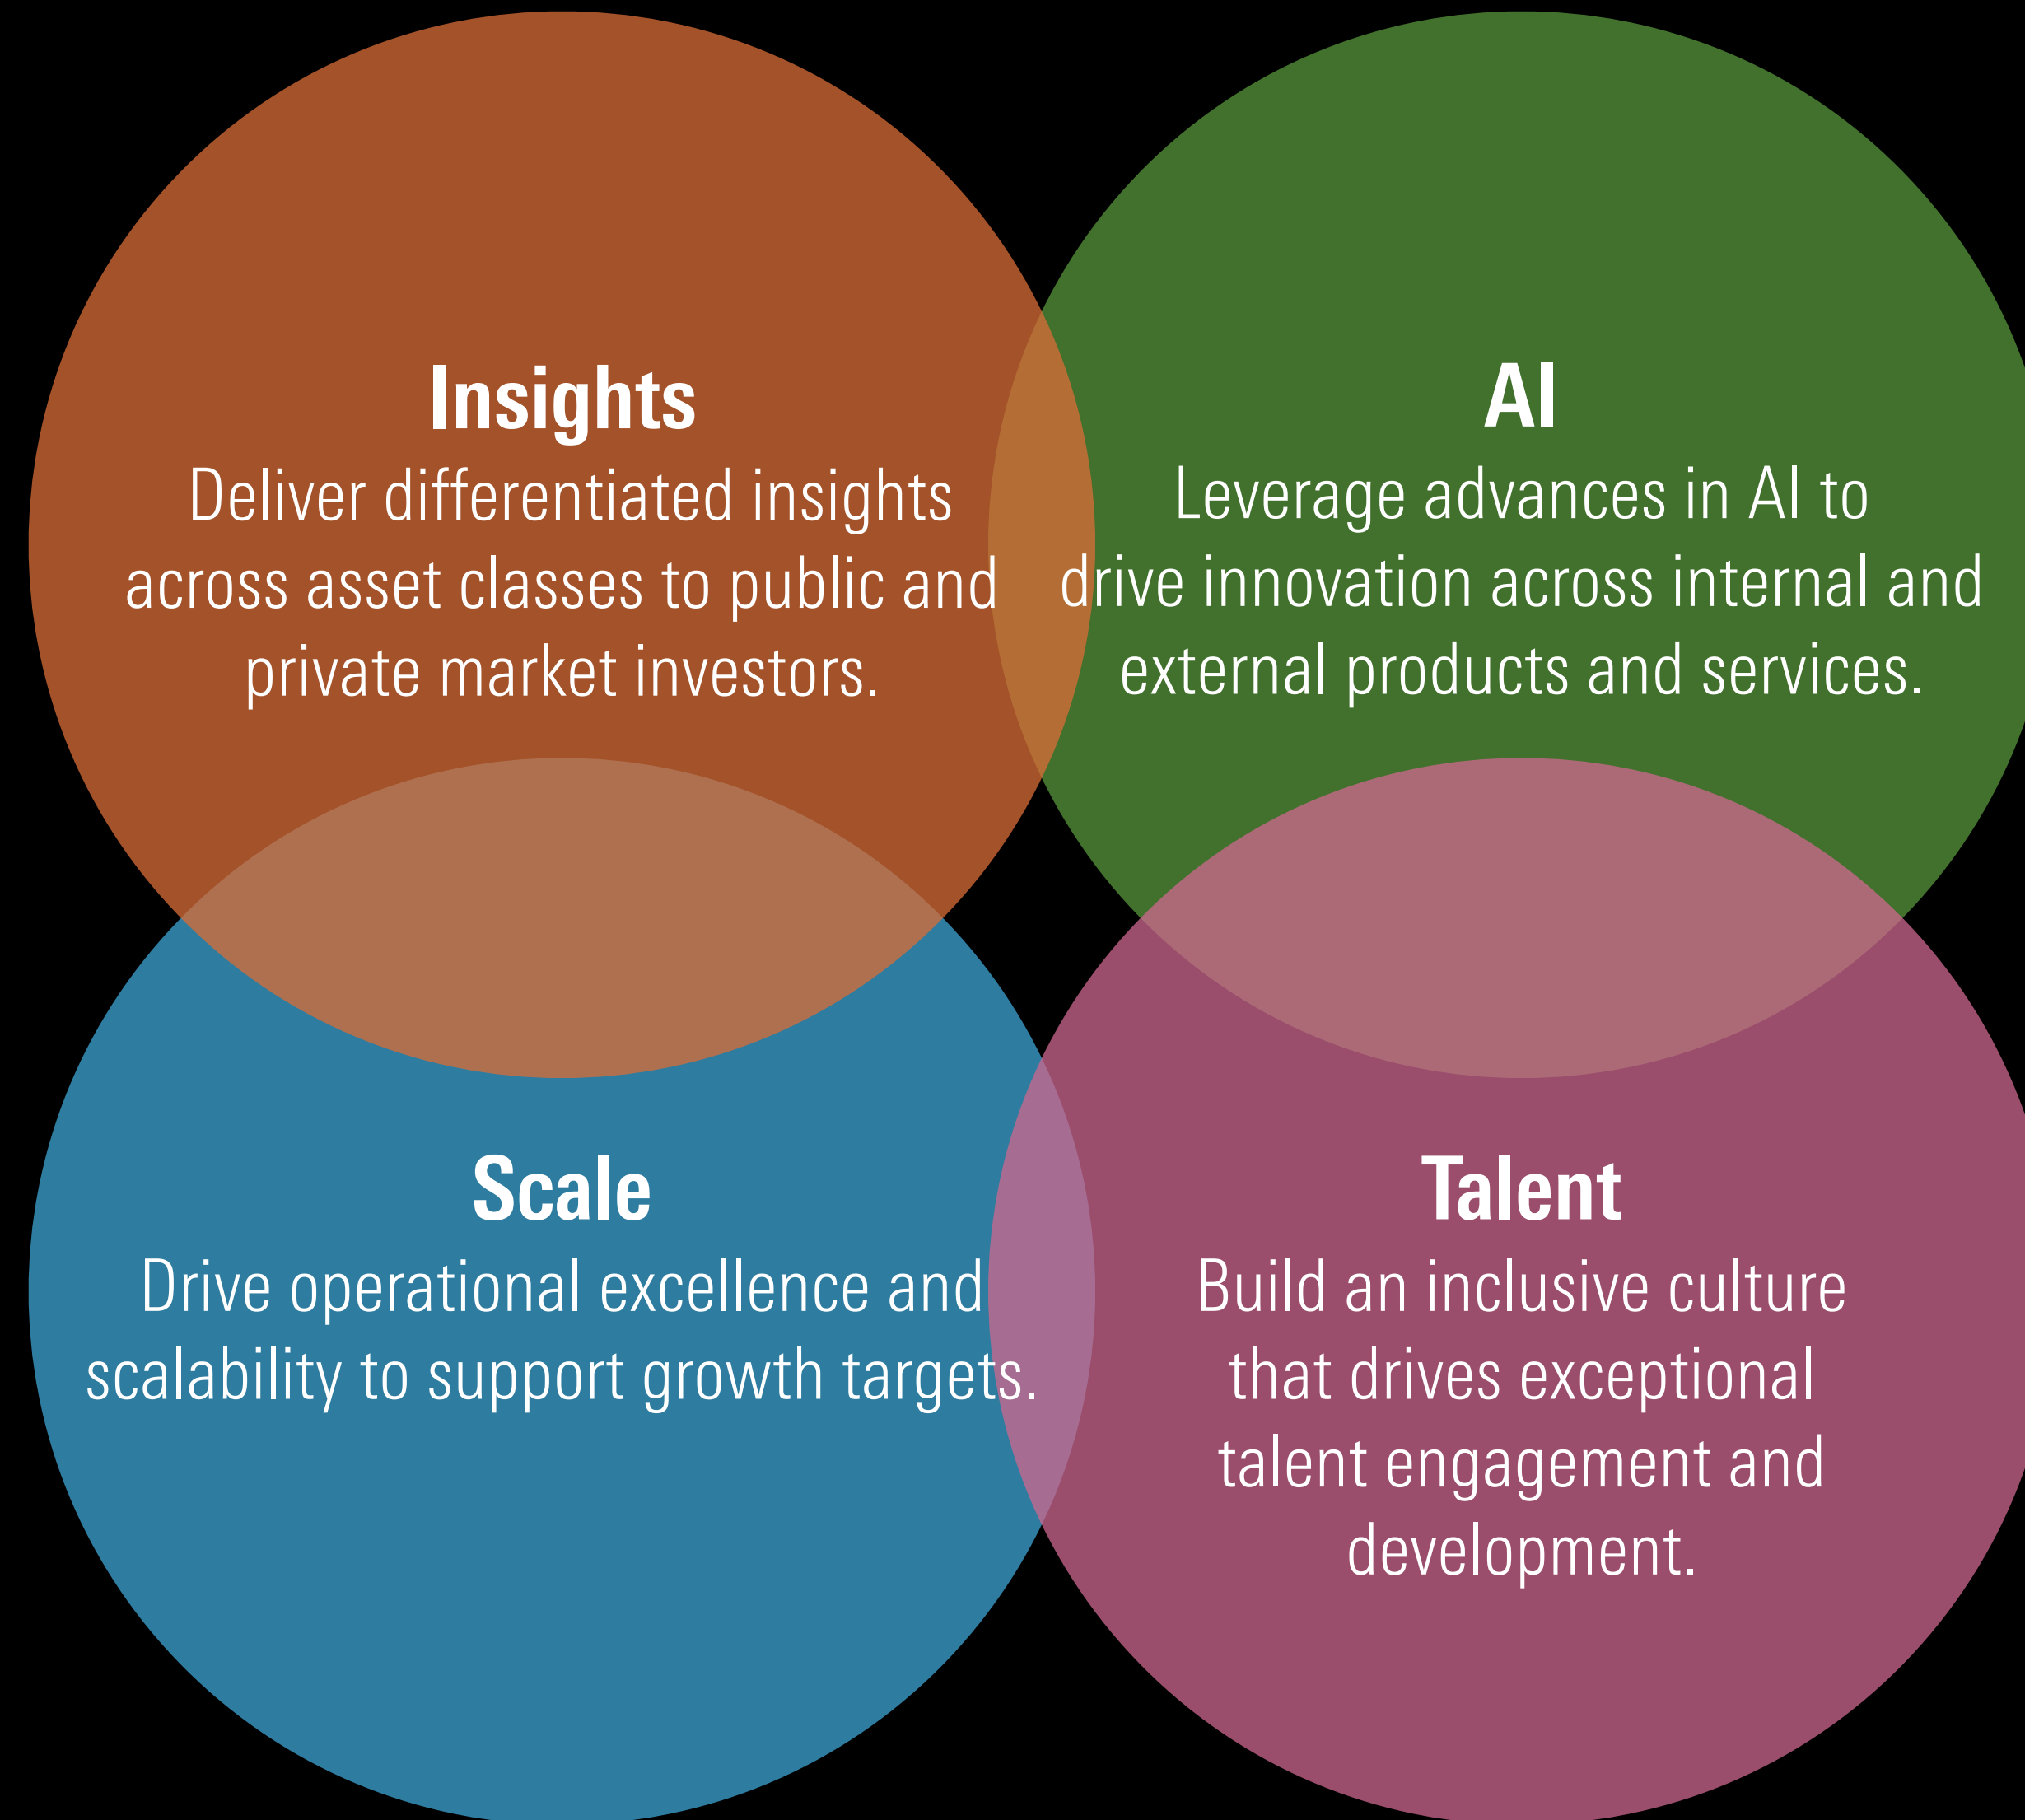 Insights
Deliver differentiated insights
across asset classes to public and
private market investors.
AI
Leverage advances in AI to
drive innovation across internal and
external products and services.
Scale
Drive operational excellence and
scalability to support growth targets.
Talent
Build an inclusive culture
that drives exceptional
talent engagement and
development.